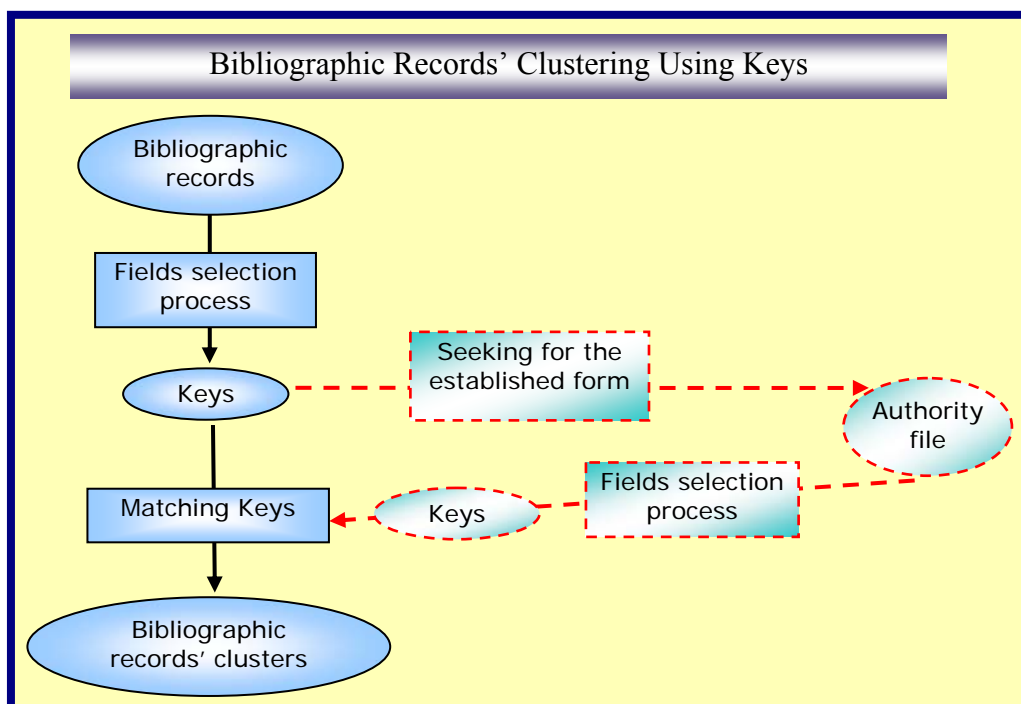 Bibliographic Records’ Clustering Using Keys
Bibliographic
records
Fields selection
process
Seeking for the
established form
Keys
Authority
file
Fields selection
process
Matching Keys
Keys
Bibliographic
records’ clusters